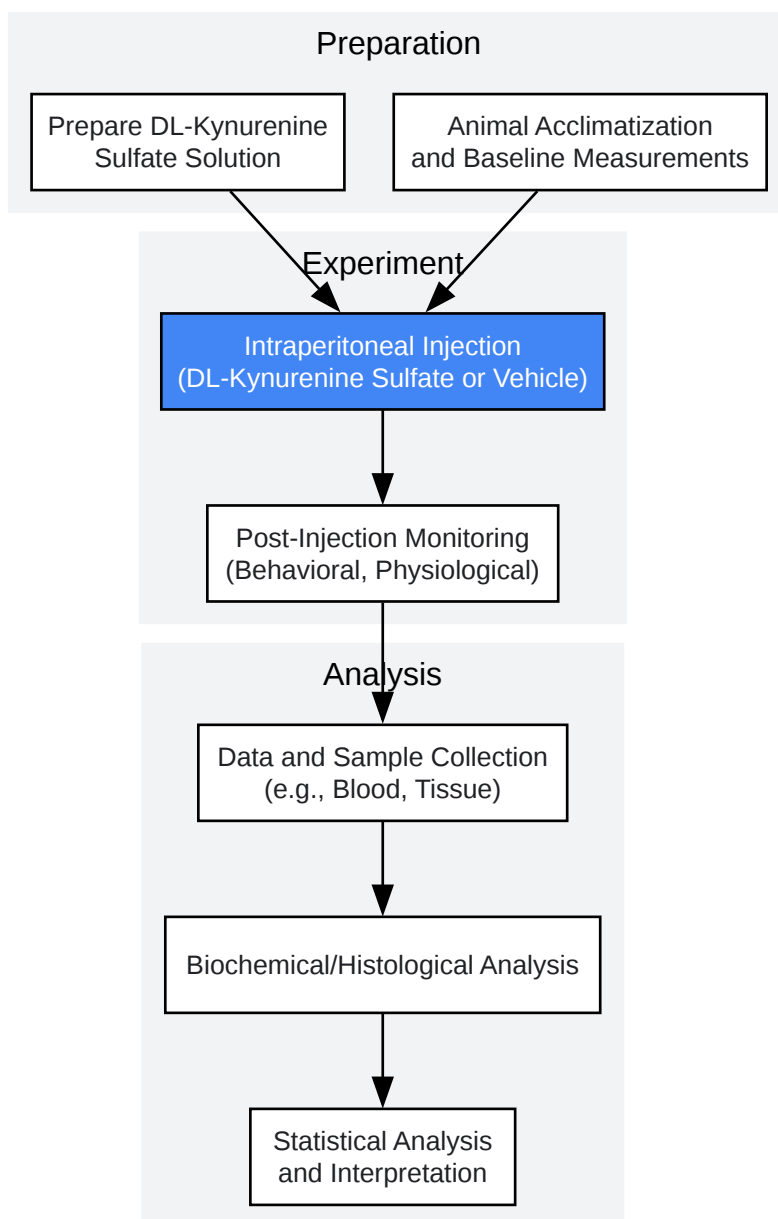 Preparation
Prepare DL-Kynurenine
Sulfate Solution
Animal Acclimatization
and Baseline Measurements
Experiment
Intraperitoneal Injection
(DL-Kynurenine Sulfate or Vehicle)
Post-Injection Monitoring
(Behavioral, Physiological)
Analysis
Data and Sample Collection
(e.g., Blood, Tissue)
Biochemical/Histological Analysis
Statistical Analysis
and Interpretation